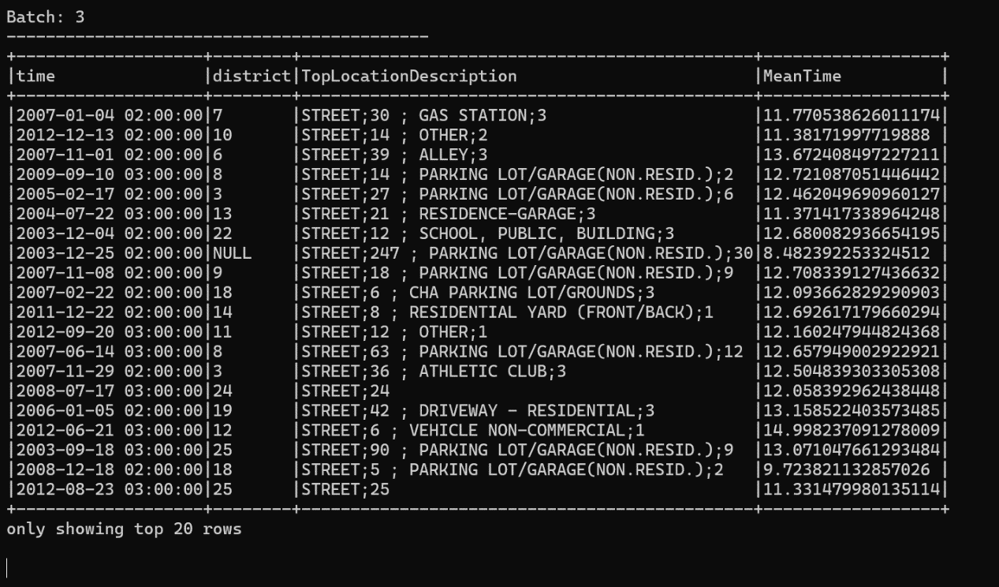 Batch: 3
-------------------------------------------
+-------------------+--------+----------------------------------------------+------------------+
|time               |district|TopLocationDescription                        |MeanTime          |
+-------------------+--------+----------------------------------------------+------------------+
|2007-01-04 02:00:00|7       |STREET;30 ; GAS STATION;3                     |11.770538626011174|
|2012-12-13 02:00:00|10      |STREET;14 ; OTHER;2                           |11.38171997719888 |
|2007-11-01 02:00:00|6       |STREET;39 ; ALLEY;3                           |13.672408497227211|
|2009-09-10 03:00:00|8       |STREET;14 ; PARKING LOT/GARAGE(NON.RESID.);2  |12.721087051446442|
|2005-02-17 02:00:00|3       |STREET;27 ; PARKING LOT/GARAGE(NON.RESID.);6  |12.462049690960127|
|2004-07-22 03:00:00|13      |STREET;21 ; RESIDENCE-GARAGE;3                |11.371417338964248|
|2003-12-04 02:00:00|22      |STREET;12 ; SCHOOL, PUBLIC, BUILDING;3        |12.680082936654195|
|2003-12-25 02:00:00|NULL    |STREET;247 ; PARKING LOT/GARAGE(NON.RESID.);30|8.482392253324512 |
|2007-11-08 02:00:00|9       |STREET;18 ; PARKING LOT/GARAGE(NON.RESID.);9  |12.708339127436632|
|2007-02-22 02:00:00|18      |STREET;6 ; CHA PARKING LOT/GROUNDS;3          |12.093662829290903|
|2011-12-22 02:00:00|14      |STREET;8 ; RESIDENTIAL YARD (FRONT/BACK);1    |12.692617179660294|
|2012-09-20 03:00:00|11      |STREET;12 ; OTHER;1                           |12.160247944824368|
|2007-06-14 03:00:00|8       |STREET;63 ; PARKING LOT/GARAGE(NON.RESID.);12 |12.657949002922921|
|2007-11-29 02:00:00|3       |STREET;36 ; ATHLETIC CLUB;3                   |12.504839303305308|
|2008-07-17 03:00:00|24      |STREET;24                                     |12.058392962438448|
|2006-01-05 02:00:00|19      |STREET;42 ; DRIVEWAY - RESIDENTIAL;3          |13.158522403573485|
|2012-06-21 03:00:00|12      |STREET;6 ; VEHICLE NON-COMMERCIAL;1           |14.998237091278009|
|2003-09-18 03:00:00|25      |STREET;90 ; PARKING LOT/GARAGE(NON.RESID.);9  |13.071047661293484|
|2008-12-18 02:00:00|18      |STREET;5 ; PARKING LOT/GARAGE(NON.RESID.);2   |9.723821132857026 |
|2012-08-23 03:00:00|25      |STREET;25                                     |11.331479980135114|
+-------------------+--------+----------------------------------------------+------------------+
only showing top 20 rows